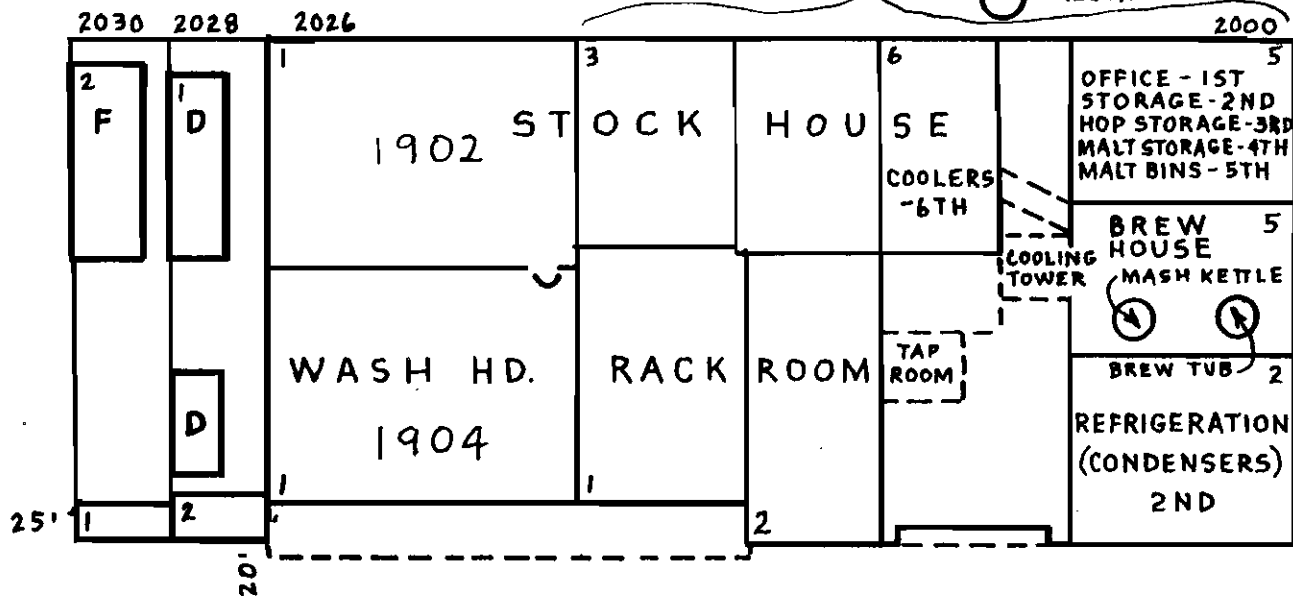 2030 2028 2026 2000
2
F
1
D
1
3
6
5
STOCK HOUSE
1902
COOLERS
-6TH
OFFICE - 1ST
STORAGE - 2ND
HOP STORAGE - 3RD
MALT STORAGE - 4TH
MALT BINS - 5TH
COOLING
TOWER
BREW
HOUSE
5
MASH KETTLE
BREW TUB
WASH HD.
1904
RACK ROOM
TAP
ROOM
D
2
REFRIGERATION
(CONDENSERS)
2ND
25'
1
2
1
1
2
20'